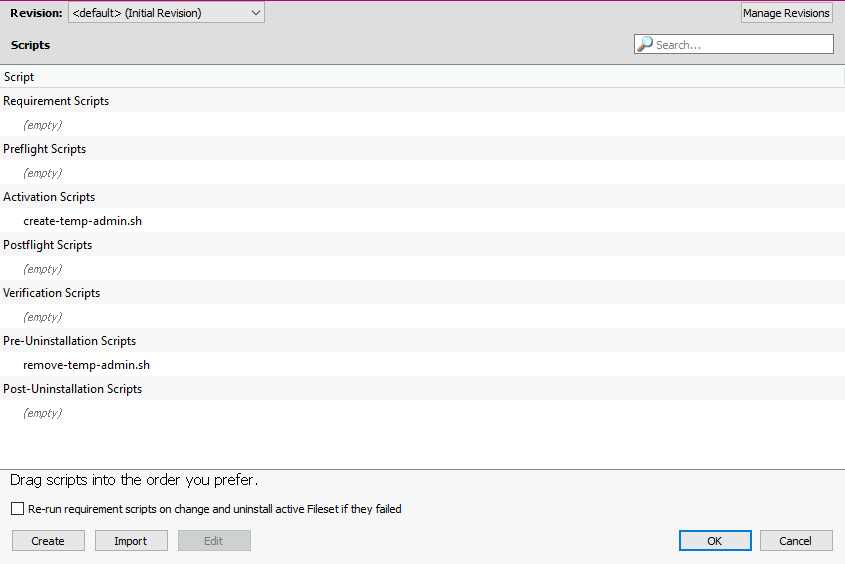 Revision: <default> (Initial Revision) Manage Revisions
Scripts Search...
Script
Requirement Scripts
(empty)
Preflight Scripts
(empty)
Activation Scripts
create-temp-admin.sh
Postflight Scripts
(empty)
Verification Scripts
(empty)
Pre-Uninstallation Scripts
remove-temp-admin.sh
Post-Uninstallation Scripts
(empty)
Drag scripts into the order you prefer.
Re-run requirement scripts on change and uninstall active Fileset if they failed
Create Import Edit OK Cancel